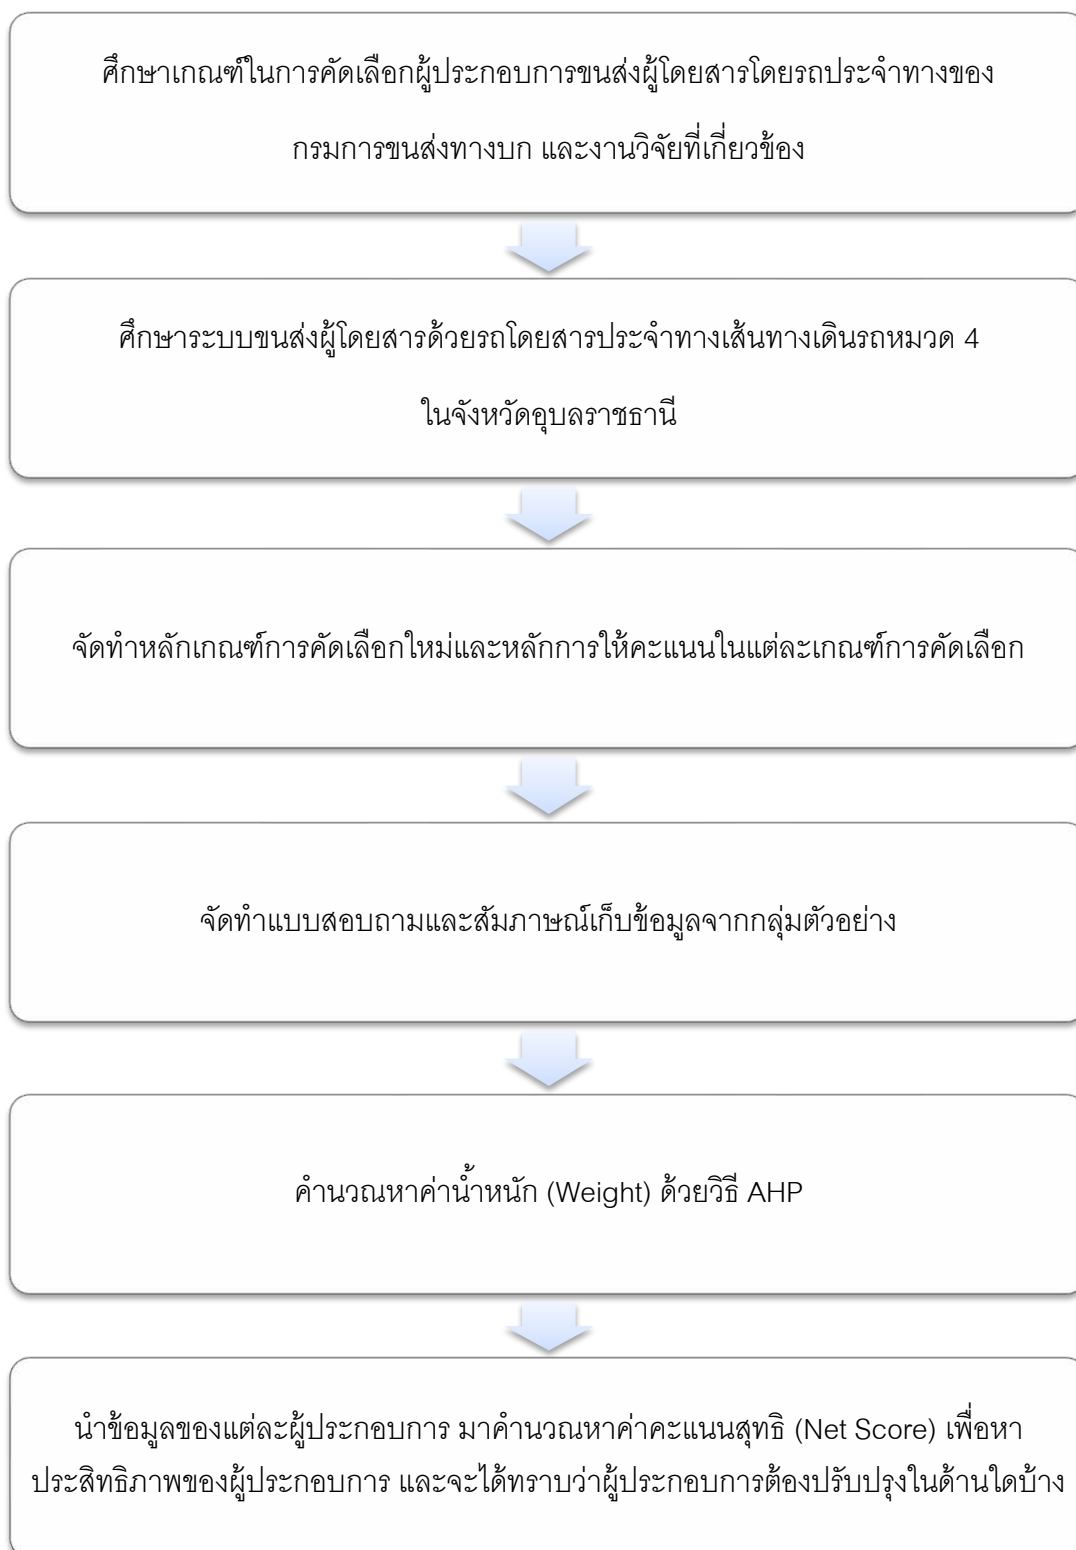 ศึกษาเกณฑ์ในการคัดเลือกผู้ประกอบการขนส่งผู้โดยสารโดยรถประจำทางของ
กรมการขนส่งทางบก และงานวิจัยที่เกี่ยวข้อง
ศึกษาระบบขนส่งผู้โดยสารด้วยรถโดยสารประจำทางเส้นทางเดินรถหมวด 4
ในจังหวัดอุบลราชธานี
จัดทำหลักเกณฑ์การคัดเลือกใหม่และหลักการให้คะแนนในแต่ละเกณฑ์การคัดเลือก
จัดทำแบบสอบถามและสัมภาษณ์เก็บข้อมูลจากกลุ่มตัวอย่าง
คำนวณหาค่าน้ำหนัก (Weight) ด้วยวิธี AHP
นำข้อมูลของแต่ละผู้ประกอบการ มาคำนวณหาค่าคะแนนสุทธิ (Net Score) เพื่อหา
ประสิทธิภาพของผู้ประกอบการ และจะได้ทราบว่าผู้ประกอบการต้องปรับปรุงในด้านใดบ้าง